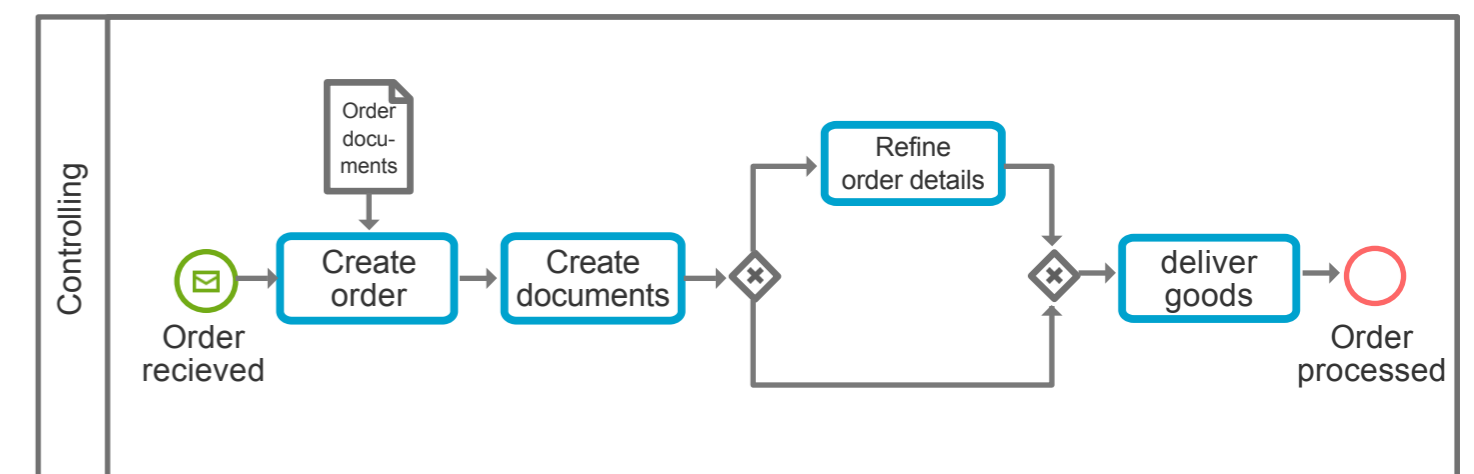 Controlling
Order
docu-
ments
Order
recieved
Create
order
Create
documents
Refine
order details
deliver
goods
Order
processed